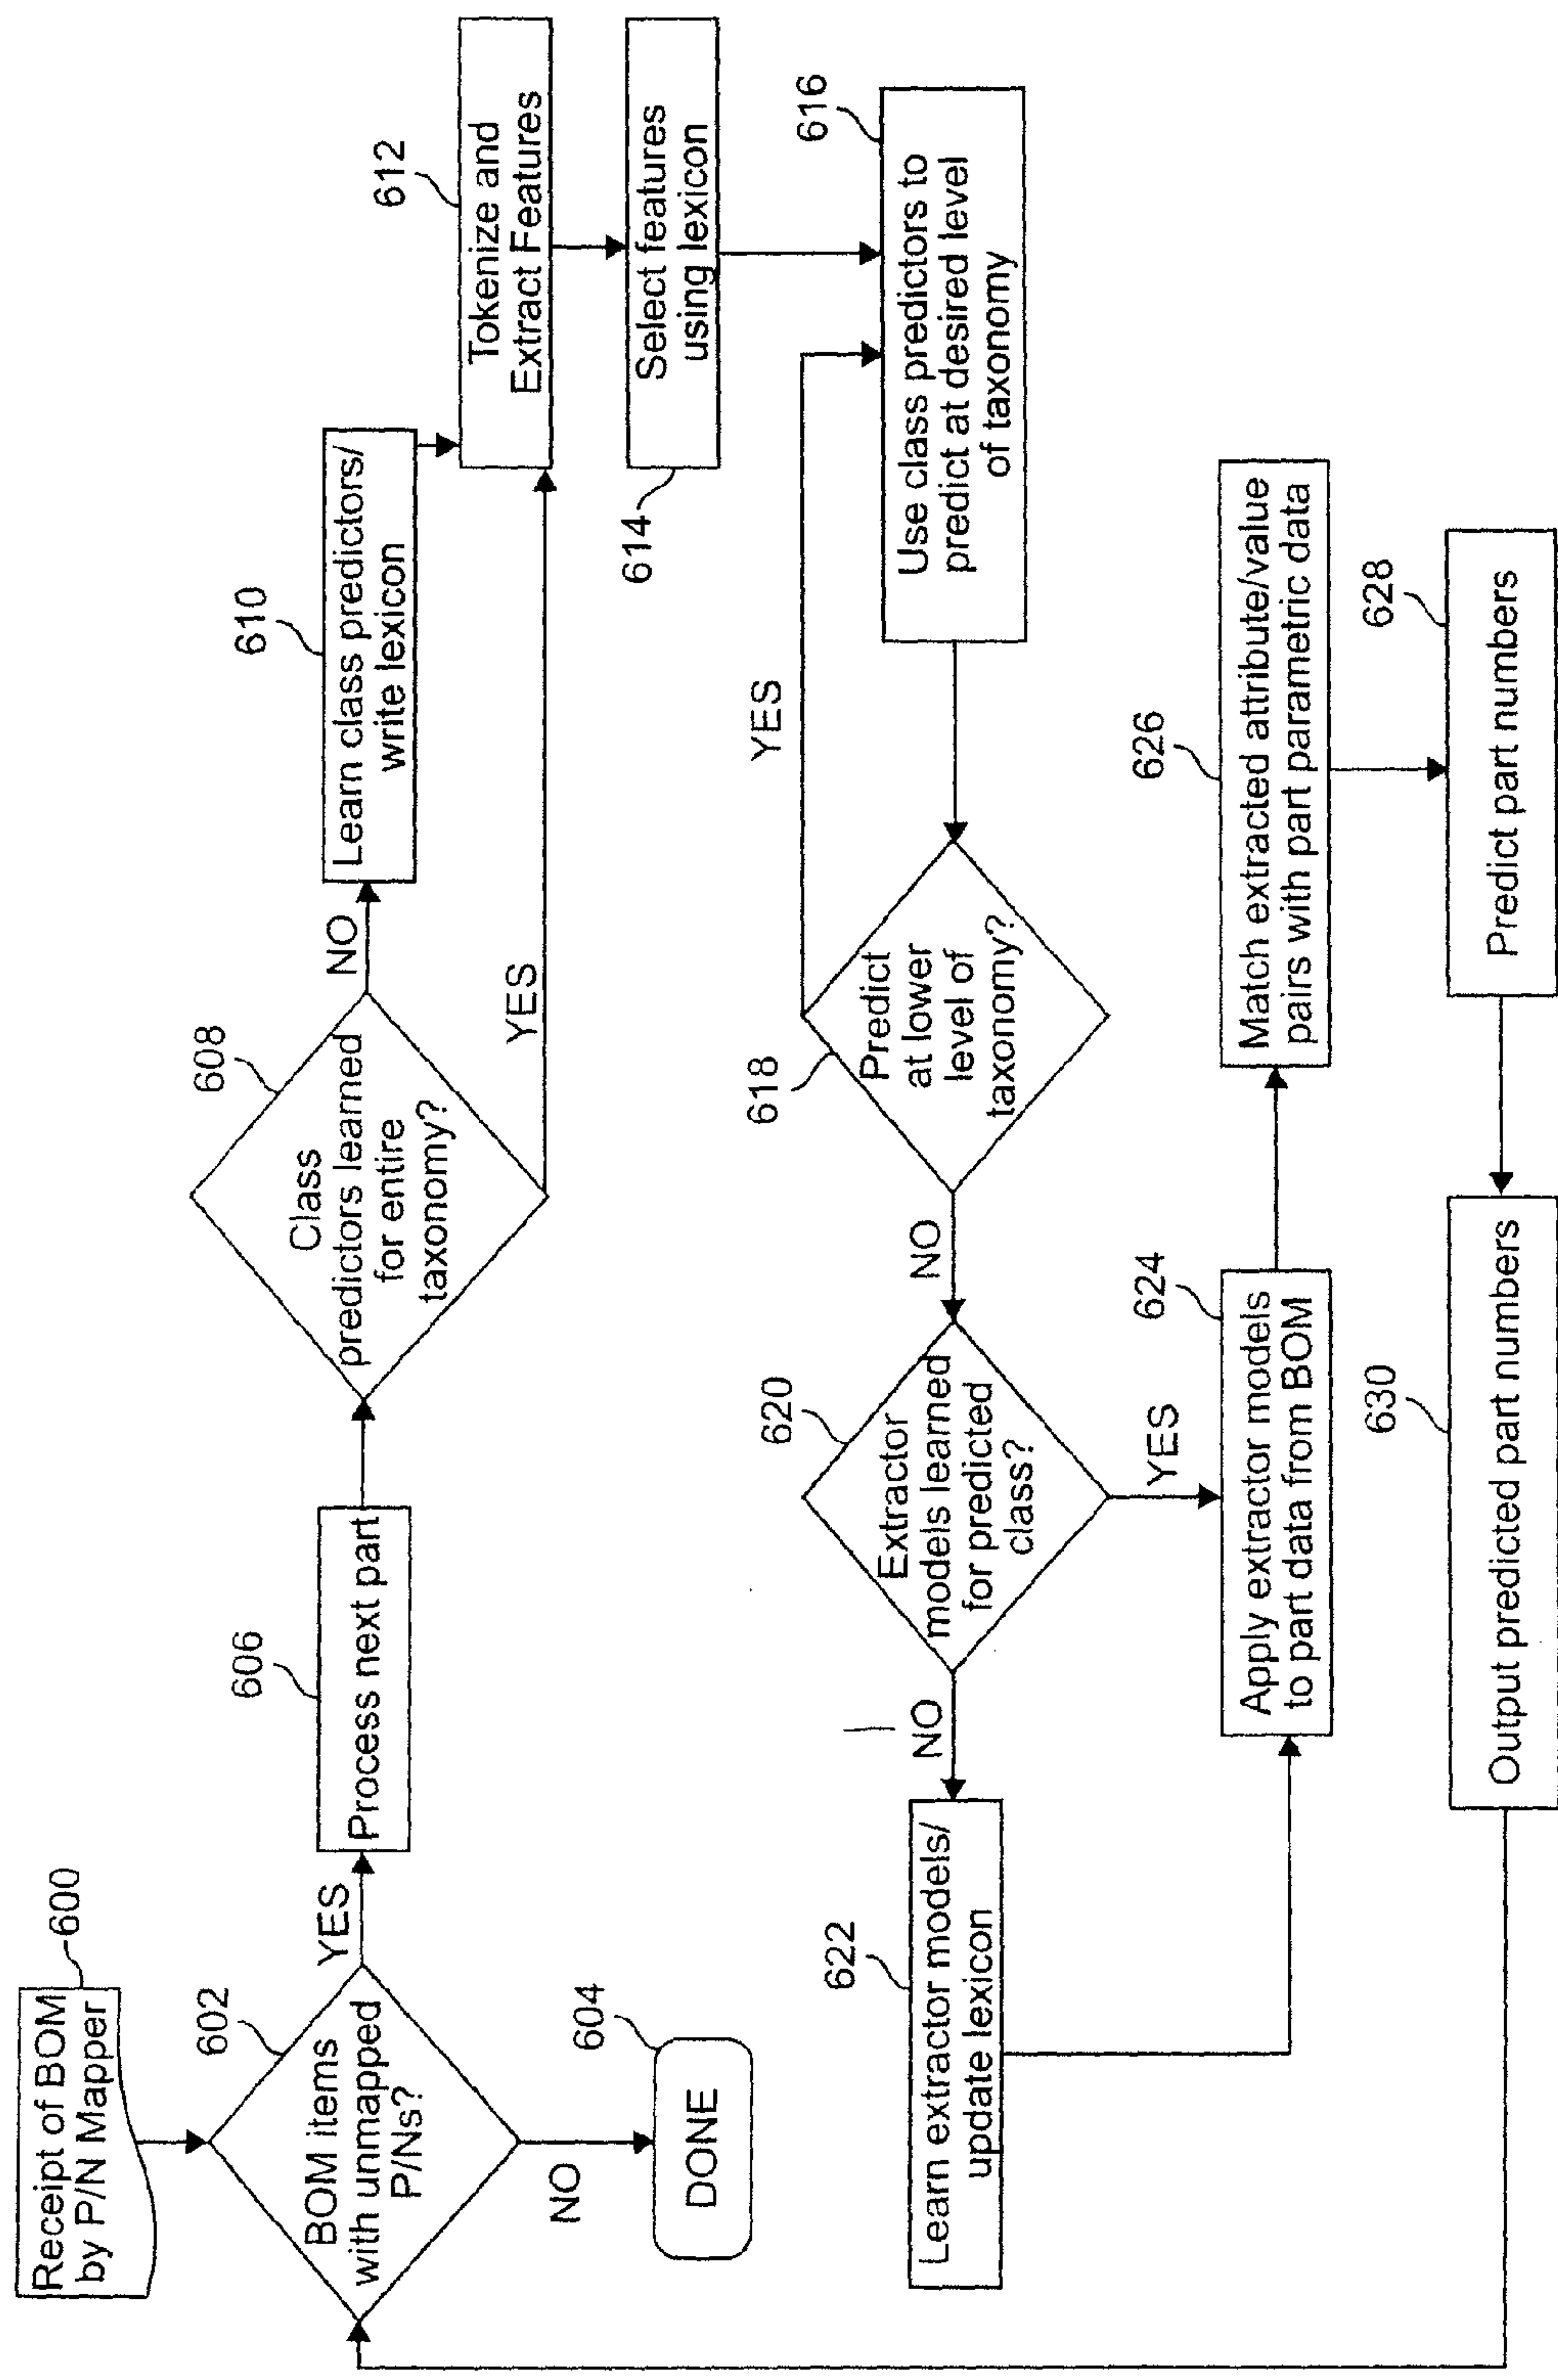 Receipt of BOM
by P/N Mapper
600
BOM items
with unmapped
P/Ns?
602
YES
NO
DONE
604
Process next part
606
Class
predictors learned
for entire
taxonomy?
608
NO
YES
Learn class predictors/
write lexicon
610
Tokenize and
Extract Features
612
Select features
using lexicon
614
Use class predictors to
predict at desired level
of taxonomy
616
Predict
at lower
level of
taxonomy?
618
YES
NO
Extractor
models learned
for predicted
class?
620
NO
YES
Learn extractor models/
update lexicon
622
Apply extractor models
to part data from BOM
624
Match extracted attribute/value
pairs with part parametric data
626
Predict part numbers
628
Output predicted part numbers
630